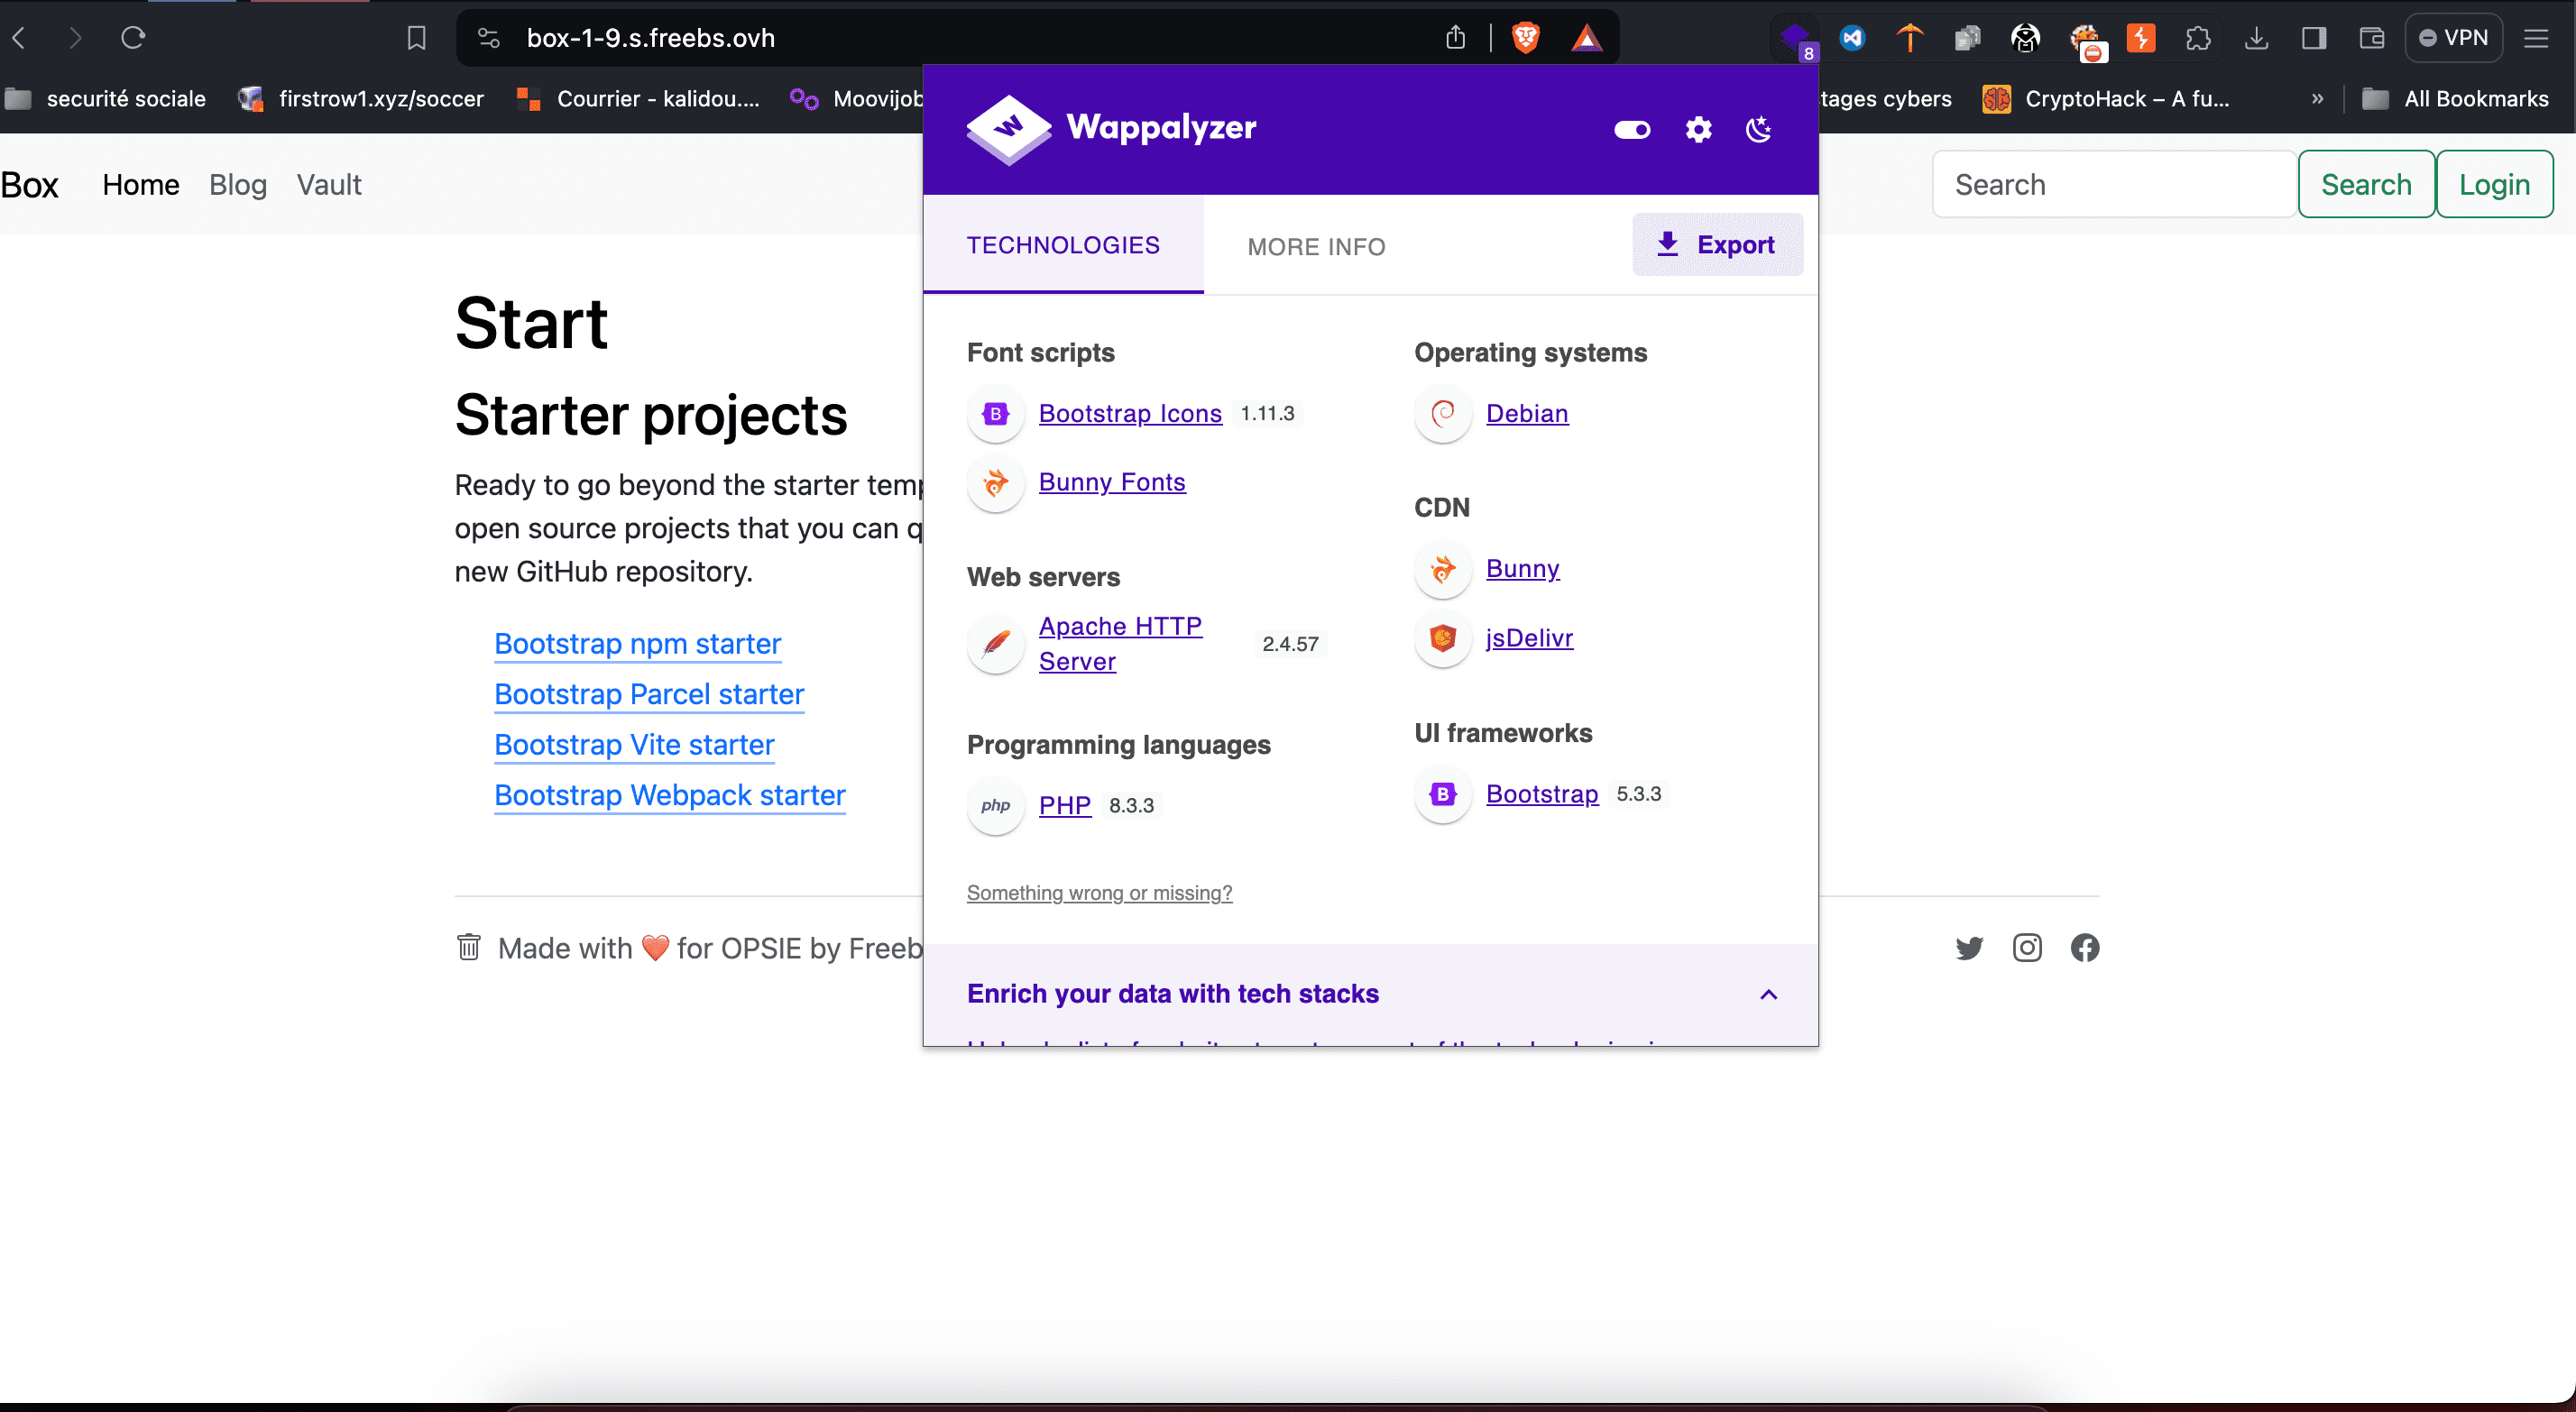 box-1-9.s.freebs.ovh
8
VPN
securité sociale
firstrow1.xyz/soccer
Courrier - kalidou....
Moovijob
tages cybers
CryptoHack – A fu...
»
All Bookmarks
Box
Home
Blog
Vault
Search
Search
Login
Start
Starter projects
Ready to go beyond the starter
open source projects that you can
new GitHub repository.
Bootstrap npm starter
Bootstrap Parcel starter
Bootstrap Vite starter
Bootstrap Webpack starter
Made with ❤️ for OPSIE by Freeb
W
Wappalyzer
TECHNOLOGIES
MORE INFO
Export
Font scripts
B
Bootstrap Icons 1.11.3
Bunny Fonts
Web servers
Apache HTTP
Server
2.4.57
Programming languages
php
PHP 8.3.3
Something wrong or missing?
Operating systems
Debian
CDN
Bunny
jsDelivr
UI frameworks
B
Bootstrap 5.3.3
Enrich your data with tech stacks